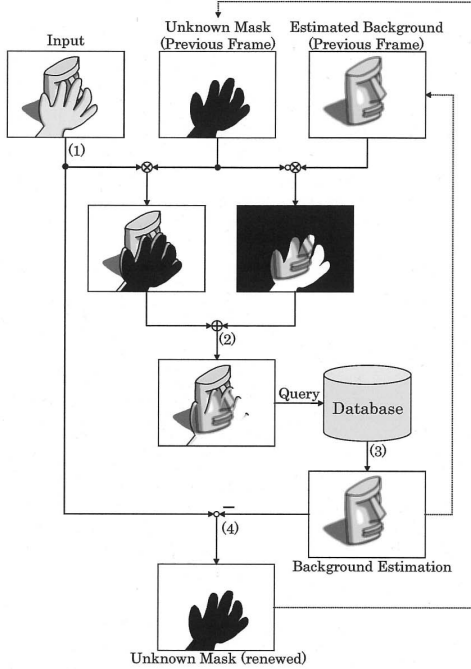 Input
Unknown Mask
(Previous Frame)
Estimated Background
(Previous Frame)
(1)
(2)
Query
Database
(3)
−
(4)
Background Estimation
Unknown Mask (renewed)